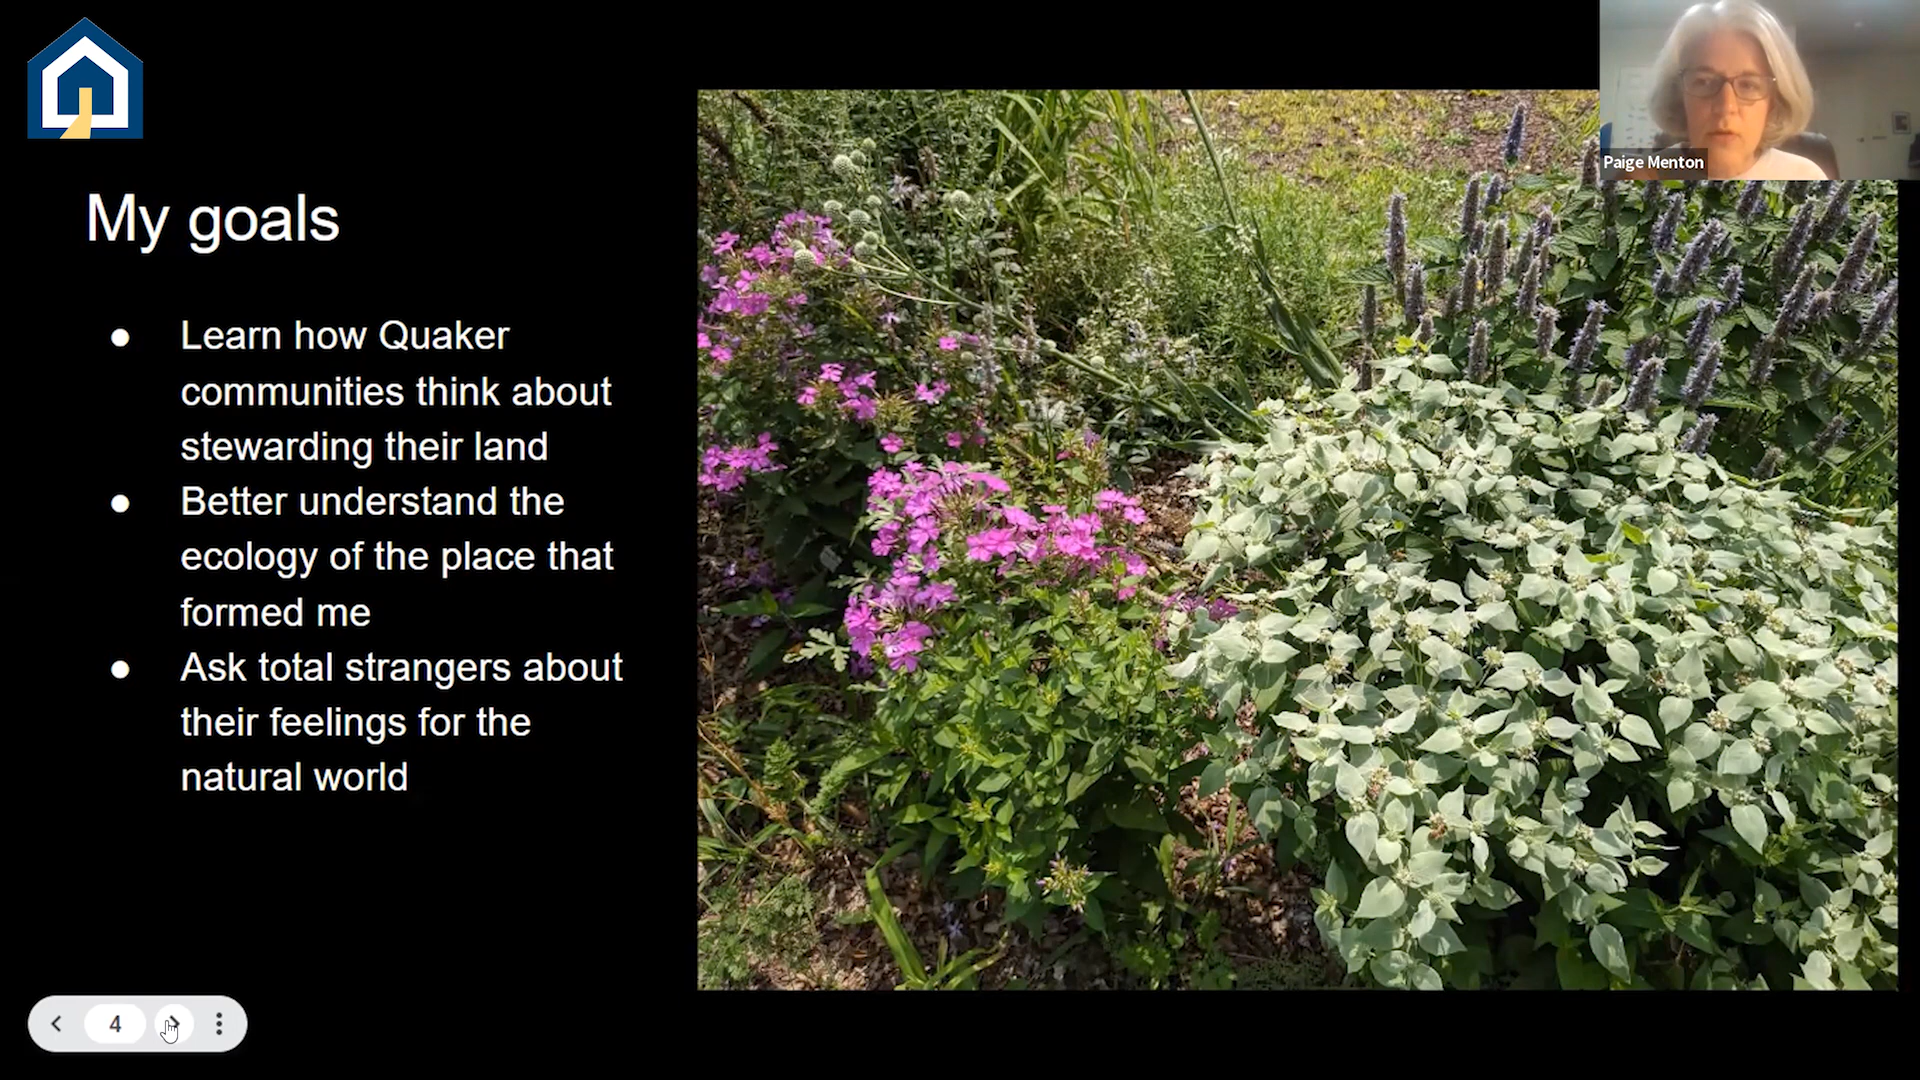 Paige Menton
My goals
● Learn how Quaker
communities think about
stewarding their land
● Better understand the
ecology of the place that
formed me
● Ask total strangers about
their feelings for the
natural world
4